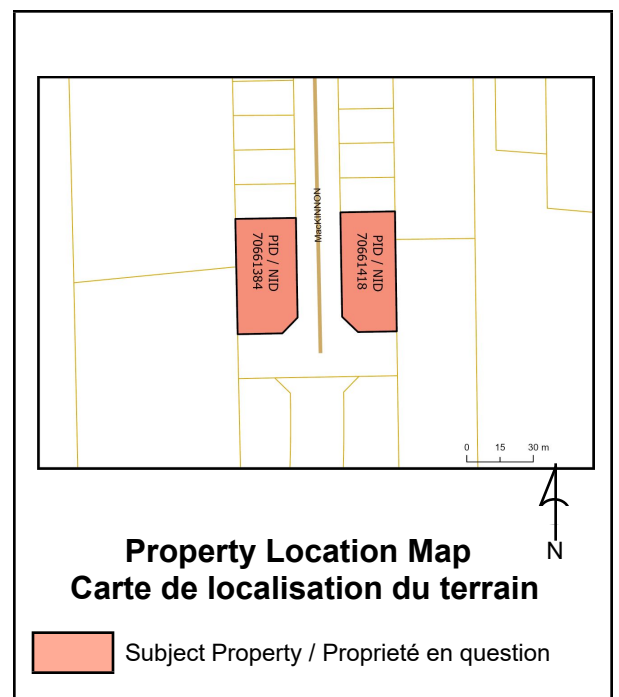 PID / NID
70661384
MacKINNON
PID / NID
70661418
0 15 30 m
N
Property Location Map
Carte de localisation du terrain
Subject Property / Proprieté en question